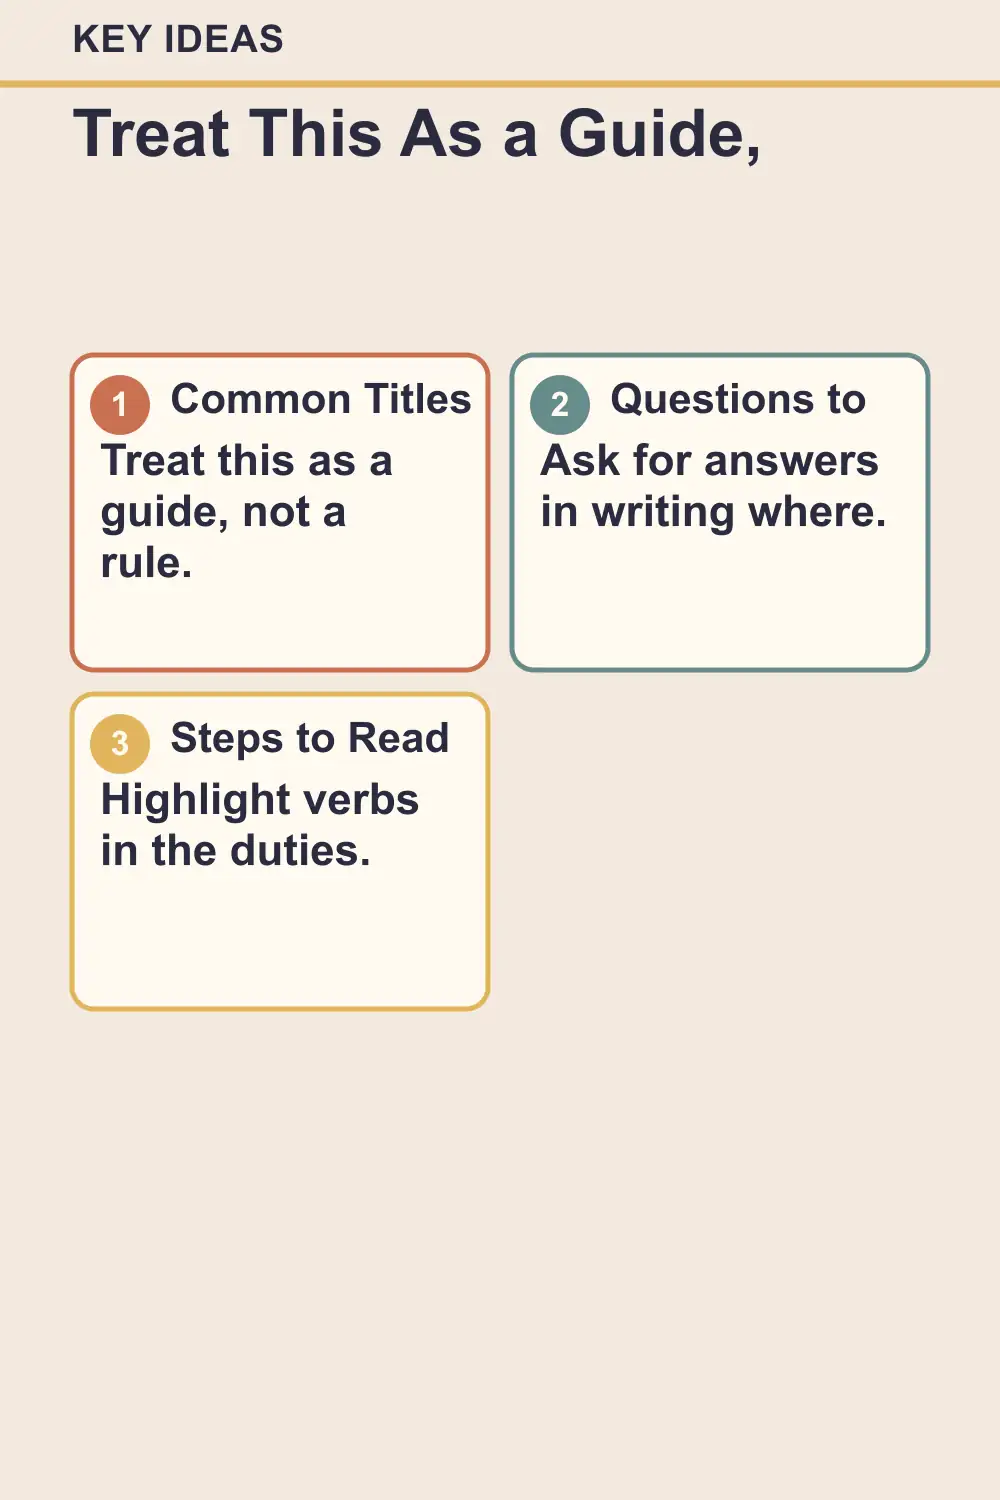 KEY IDEAS
Treat This As a Guide,
1 Common Titles
Treat this as a
guide, not a
rule.
2 Questions to
Ask for answers
in writing where.
3 Steps to Read
Highlight verbs
in the duties.